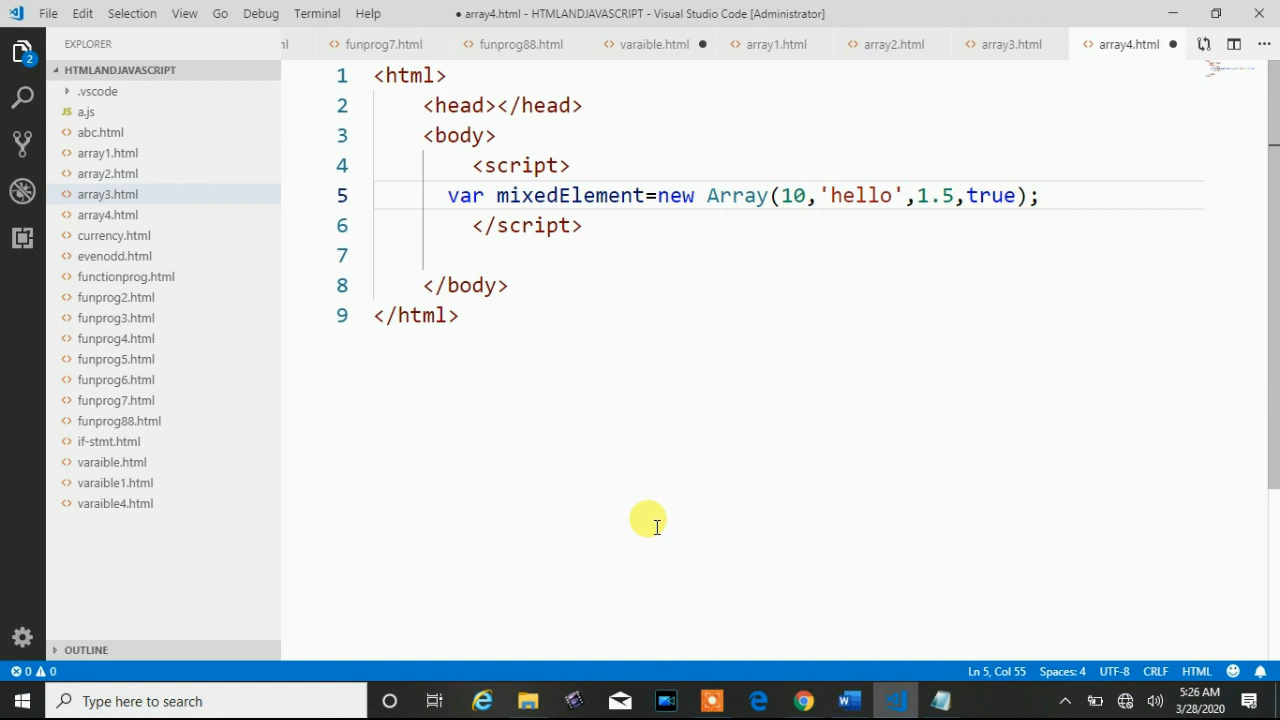 File Edit Selection View Go Debug Terminal Help
● array4.html - HTMLANDJAVASCRIPT - Visual Studio Code [Administrator]
EXPLORER
ml funprog7.html funprog88.html varaible.html ● array1.html array2.html array3.html array4.html ●
HTMLANDJAVASCRIPT
.vscode
JS a.js
abc.html
array1.html
array2.html
array3.html
array4.html
currency.html
evenodd.html
functionprog.html
funprog2.html
funprog3.html
funprog4.html
funprog5.html
funprog6.html
funprog7.html
funprog88.html
if-stmt.html
varaible.html
varaible1.html
varaible4.html
OUTLINE
2
1 <html>
2 <head></head>
3 <body>
4 <script>
5 var mixedElement=new Array(10,'hello',1.5,true);
6 </script>
7
8 </body>
9 </html>
0 0 Ln 5, Col 55 Spaces: 4 UTF-8 CRLF HTML
Type here to search
5:26 AM
3/28/2020